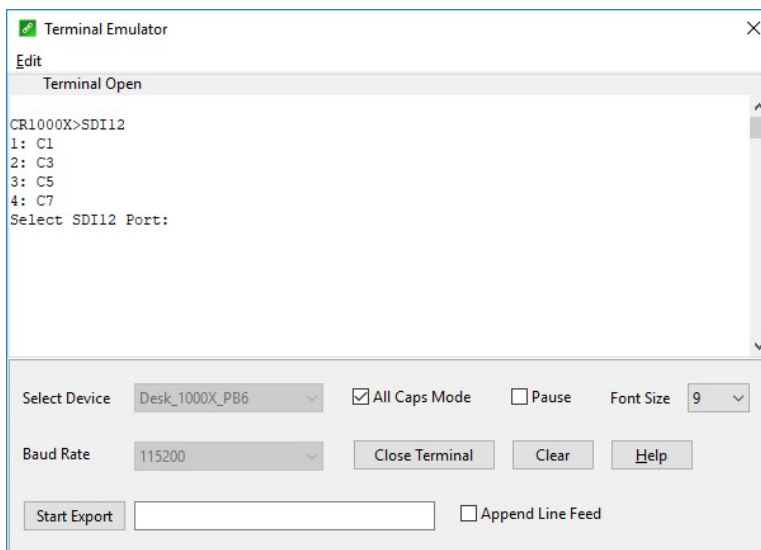 Terminal Emulator
Edit
Terminal Open
CR1000X>SDI12
1: C1
2: C3
3: C5
4: C7
Select SDI12 Port:
Select Device Desk_1000X_PB6 All Caps Mode Pause Font Size 9
Baud Rate 115200 Close Terminal Clear Help
Start Export Append Line Feed